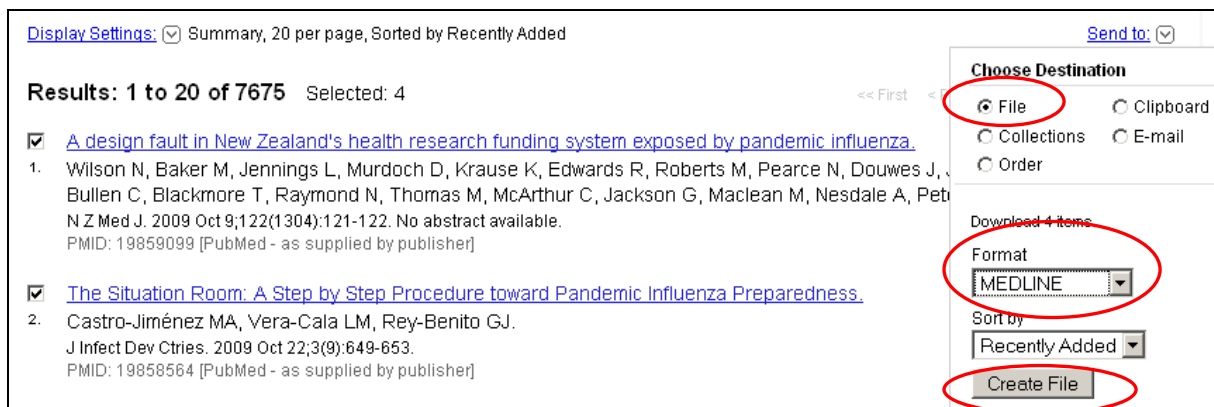 Display Settings: Summary, 20 per page, Sorted by Recently Added
Send to:
Results: 1 to 20 of 7675 Selected: 4
<< First <
A design fault in New Zealand's health research funding system exposed by pandemic influenza.
1. Wilson N, Baker M, Jennings L, Murdoch D, Krause K, Edwards R, Roberts M, Pearce N, Douwes J,
Bullen C, Blackmore T, Raymond N, Thomas M, McArthur C, Jackson G, Maclean M, Nesdale A,
N Z Med J. 2009 Oct 9;122(1304):121-122. No abstract available.
PMID: 19859099 [PubMed - as supplied by publisher]
The Situation Room: A Step by Step Procedure toward Pandemic Influenza Preparedness.
2. Castro-Jiménez MA, Vera-Cala LM, Rey-Benito GJ.
J Infect Dev Ctries. 2009 Oct 22;3(9):649-653.
PMID: 19858564 [PubMed - as supplied by publisher]
Choose Destination
File Clipboard
Collections E-mail
Order
Download 4 items
Format
MEDLINE
Sort by
Recently Added
Create File